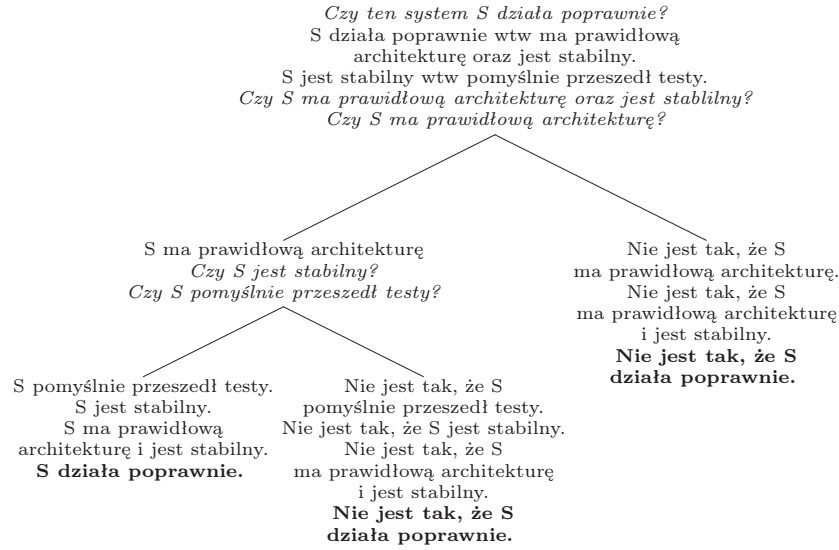 Czy ten system S działa poprawnie?
S działa poprawnie wtw ma prawidłową
architekturę oraz jest stabilny.
S jest stabilny wtw pomyślnie przeszedł testy.
Czy S ma prawidłową architekturę oraz jest stablilny?
Czy S ma prawidłową architekturę?
S ma prawidłową architekturę
Czy S jest stabilny?
Czy S pomyślnie przeszedł testy?
S pomyślnie przeszedł testy.
S jest stabilny.
S ma prawidłową
architekturę i jest stabilny.
S działa poprawnie.
Nie jest tak, że S
pomyślnie przeszedł testy.
Nie jest tak, że S jest stabilny.
Nie jest tak, że S
ma prawidłową architekturę
i jest stabilny.
Nie jest tak, że S
działa poprawnie.
Nie jest tak, że S
ma prawidłową architekturę.
Nie jest tak, że S
ma prawidłową architekturę
i jest stabilny.
Nie jest tak, że S
działa poprawnie.